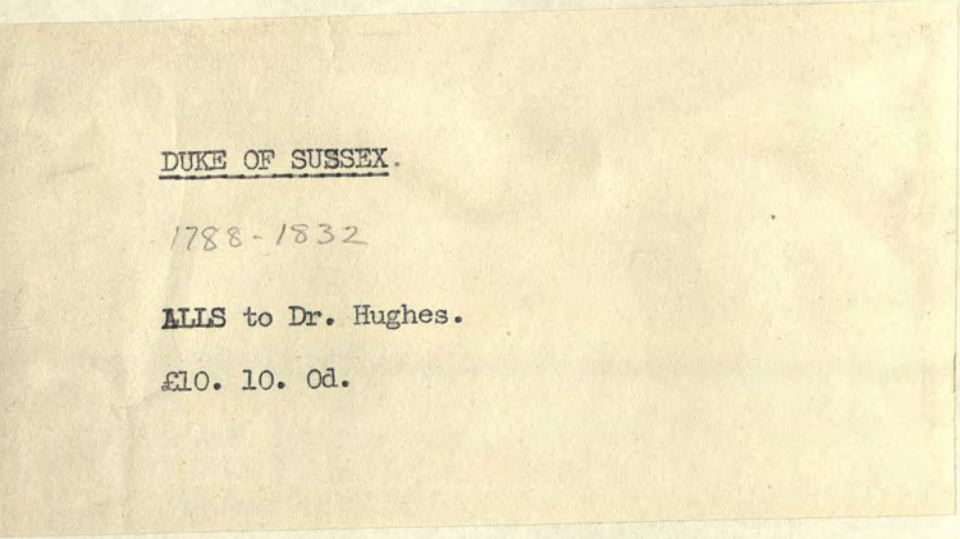 DUKE OF SUSSEX.
1788-1832
ALLS to Dr. Hughes.
£10. 10. 0d.